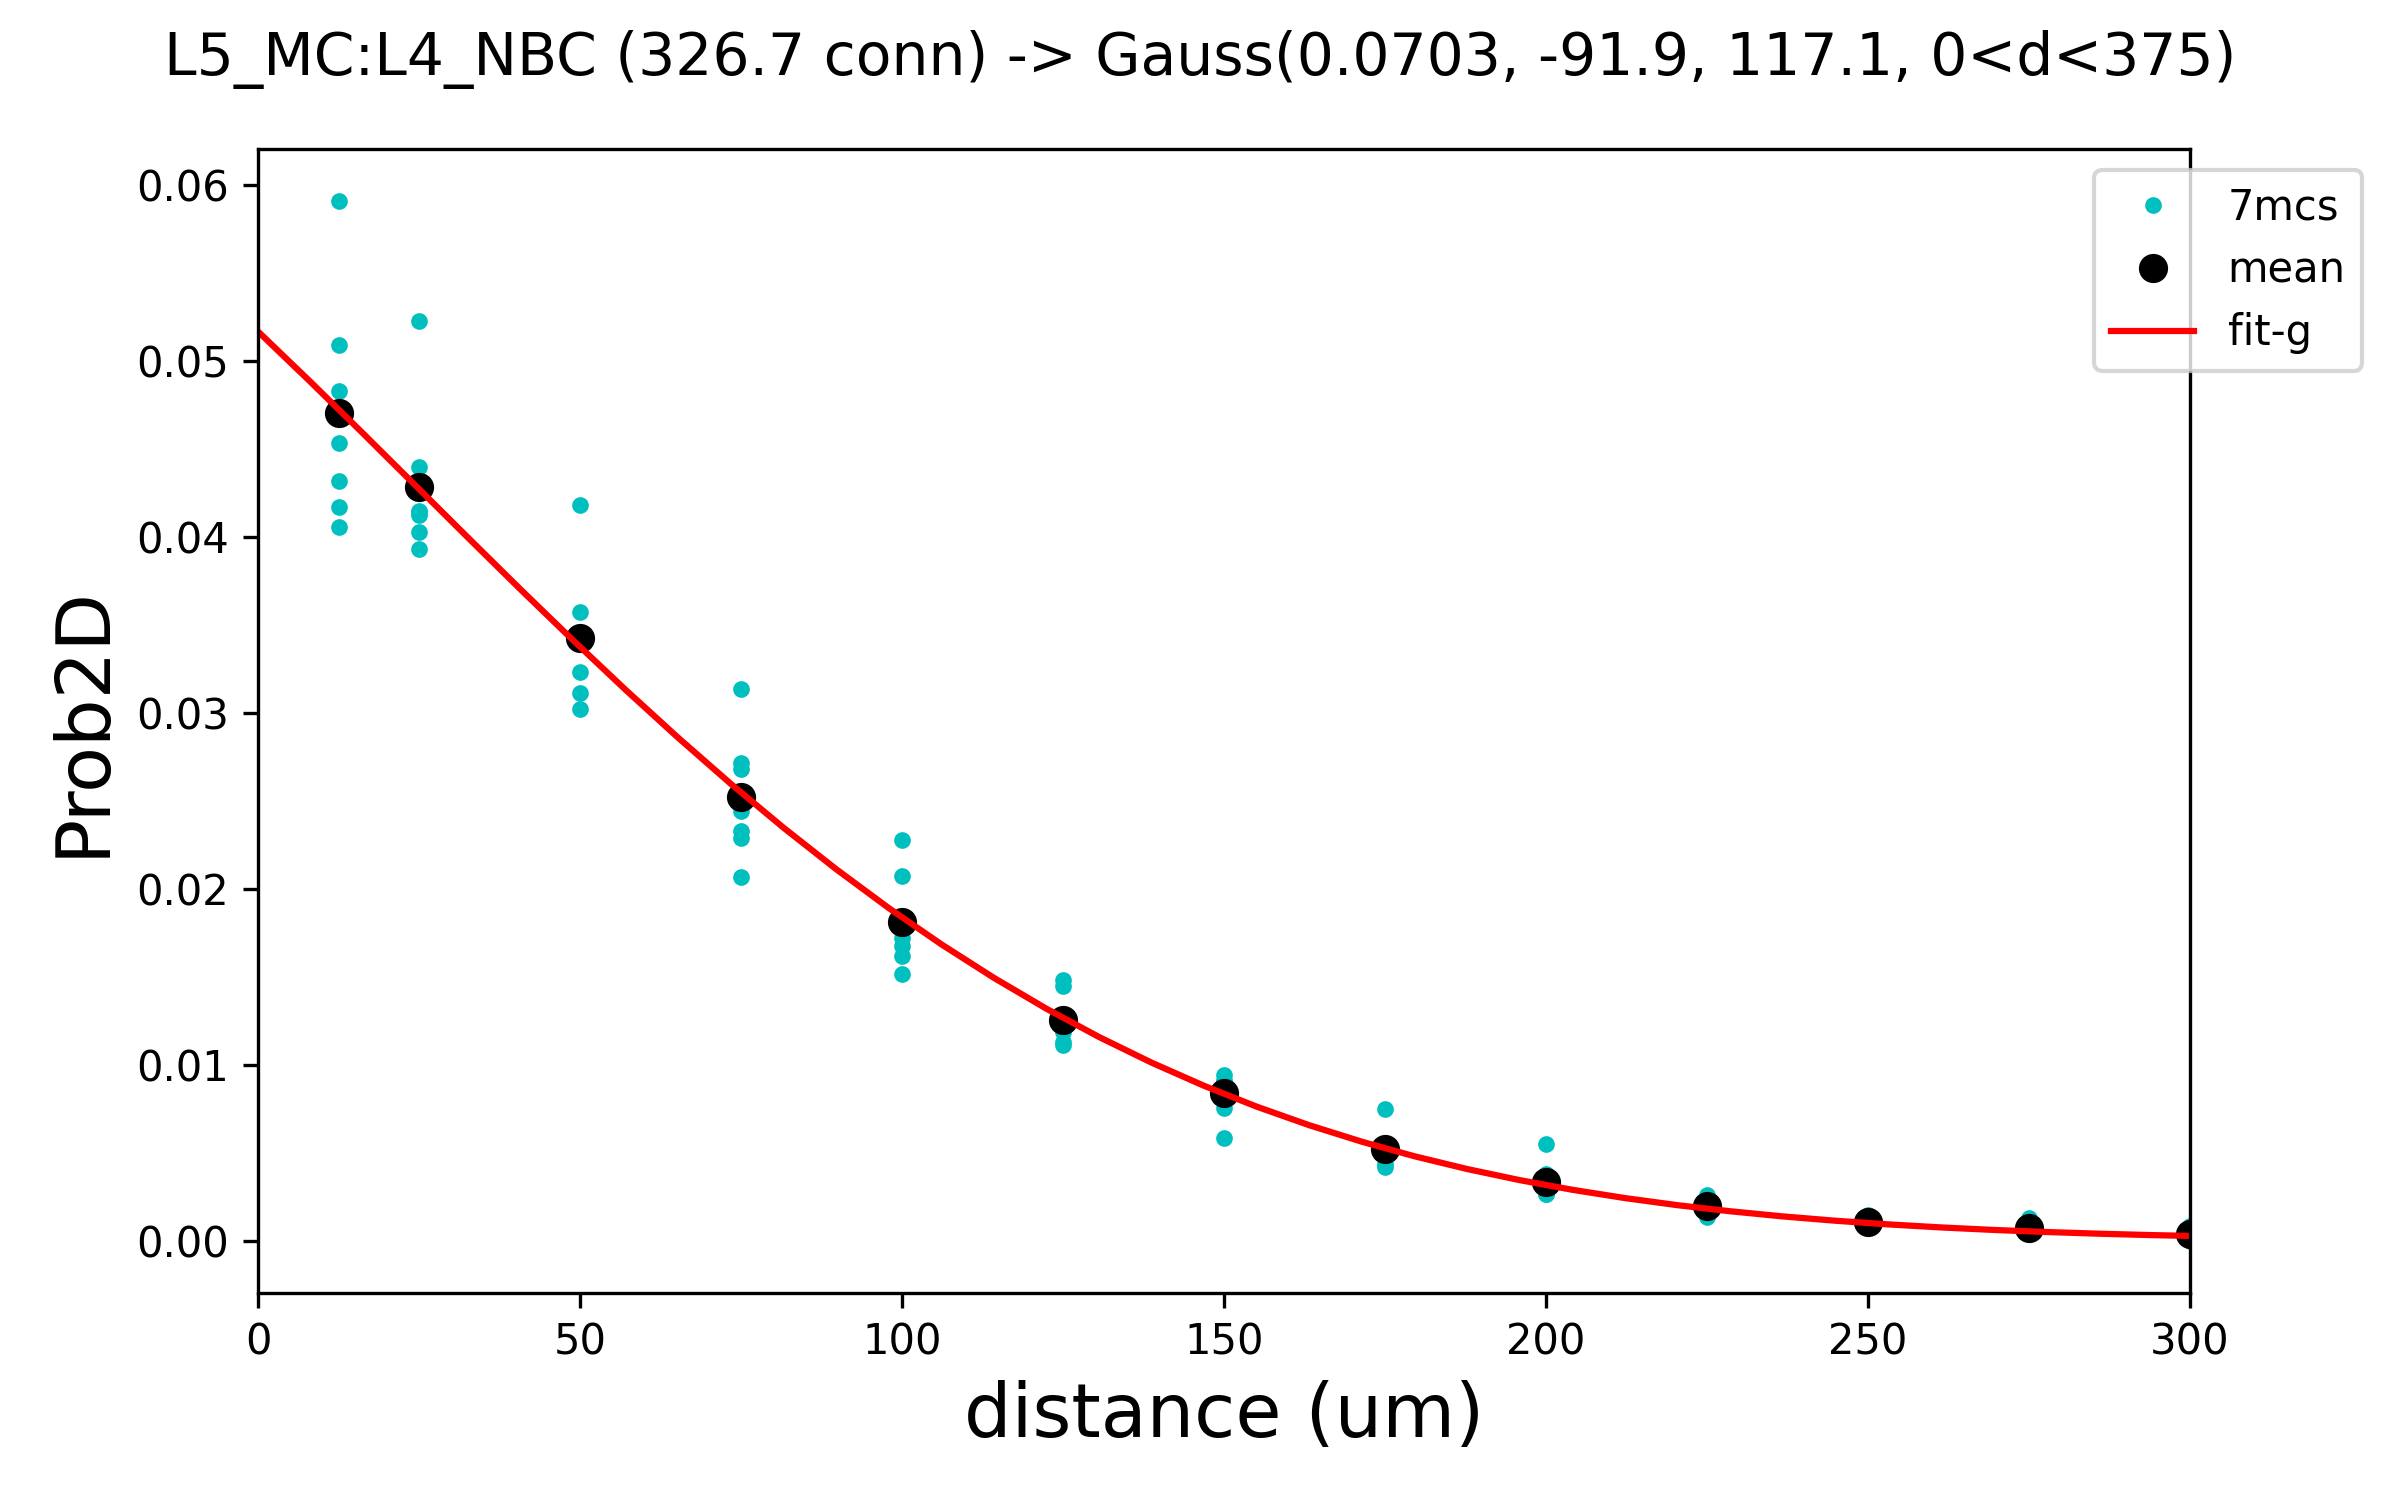 L5_MC:L4_NBC (326.7 conn) -> Gauss(0.0703, -91.9, 117.1, 0<d<375)
7mcs
mean
fit-g
Prob2D
0.06
0.05
0.04
0.03
0.02
0.01
0.00
0 50 100 150 200 250 300
distance (um)